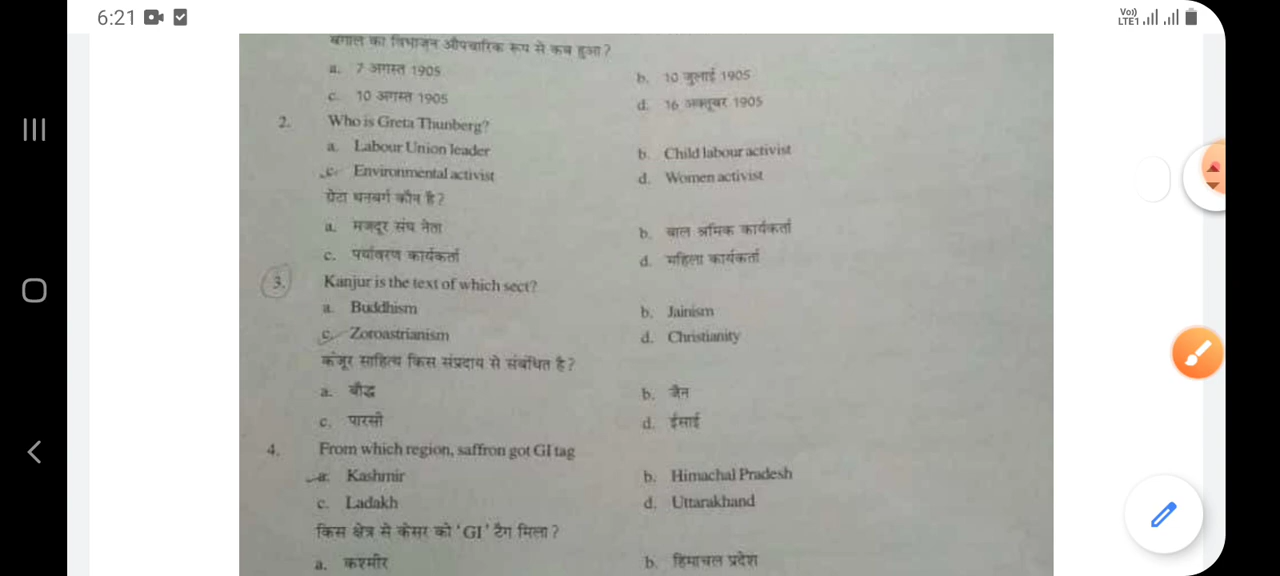 6:21
Vo)) LTE1
बंगाल का विभाजन औपचारिक रूप से कब हुआ?
a. 7 अगस्त 1905 b. 10 जुलाई 1905
c. 10 अगस्त 1905 d. 16 अक्तूबर 1905
2. Who is Greta Thunberg?
a. Labour Union leader b. Child labour activist
c. Environmental activist d. Women activist
ग्रेटा थनबर्ग कौन है?
a. मजदूर संघ नेता b. बाल श्रमिक कार्यकर्ता
c. पर्यावरण कार्यकर्ता d. महिला कार्यकर्ता
3. Kanjur is the text of which sect?
a. Buddhism b. Jainism
c. Zoroastrianism d. Christianity
कंजूर साहित्य किस संप्रदाय से संबंधित है?
a. बौद्ध b. जैन
c. पारसी d. ईसाई
4. From which region, saffron got GI tag
a. Kashmir b. Himachal Pradesh
c. Ladakh d. Uttarakhand
किस क्षेत्र से केसर को 'GI' टैग मिला?
a. कश्मीर b. हिमाचल प्रदेश